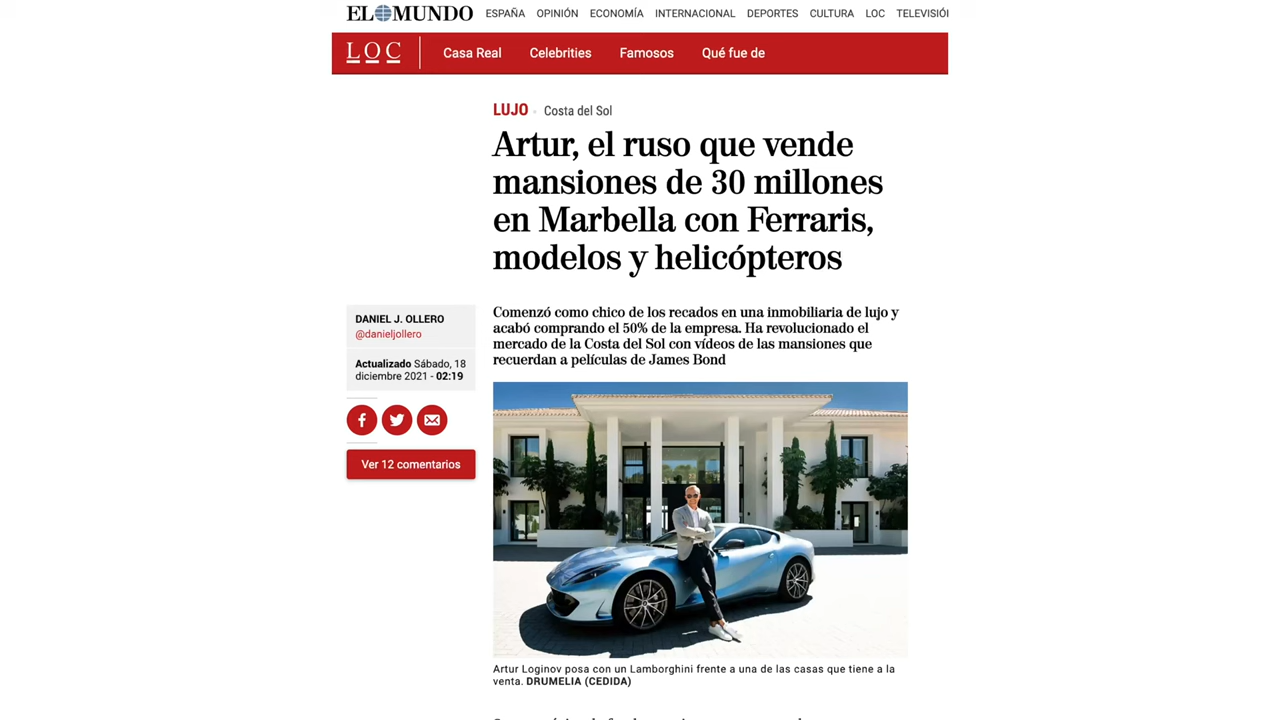 EL MUNDO ESPAÑA OPINIÓN ECONOMÍA INTERNACIONAL DEPORTES CULTURA LOC TELEVISIÓ
LOC Casa Real Celebrities Famosos Qué fue de
LUJO Costa del Sol
Artur, el ruso que vende
mansiones de 30 millones
en Marbella con Ferraris,
modelos y helicópteros
Comenzó como chico de los recados en una inmobiliaria de lujo y
acabó comprando el 50% de la empresa. Ha revolucionado el
mercado de la Costa del Sol con vídeos de las mansiones que
recuerdan a películas de James Bond
DANIEL J. OLLERO
@danieljollero
Actualizado Sábado, 18
diciembre 2021 - 02:19
Ver 12 comentarios
Artur Loginov posa con un Lamborghini frente a una de las casas que tiene a la
venta. DRUMELIA (CEDIDA)